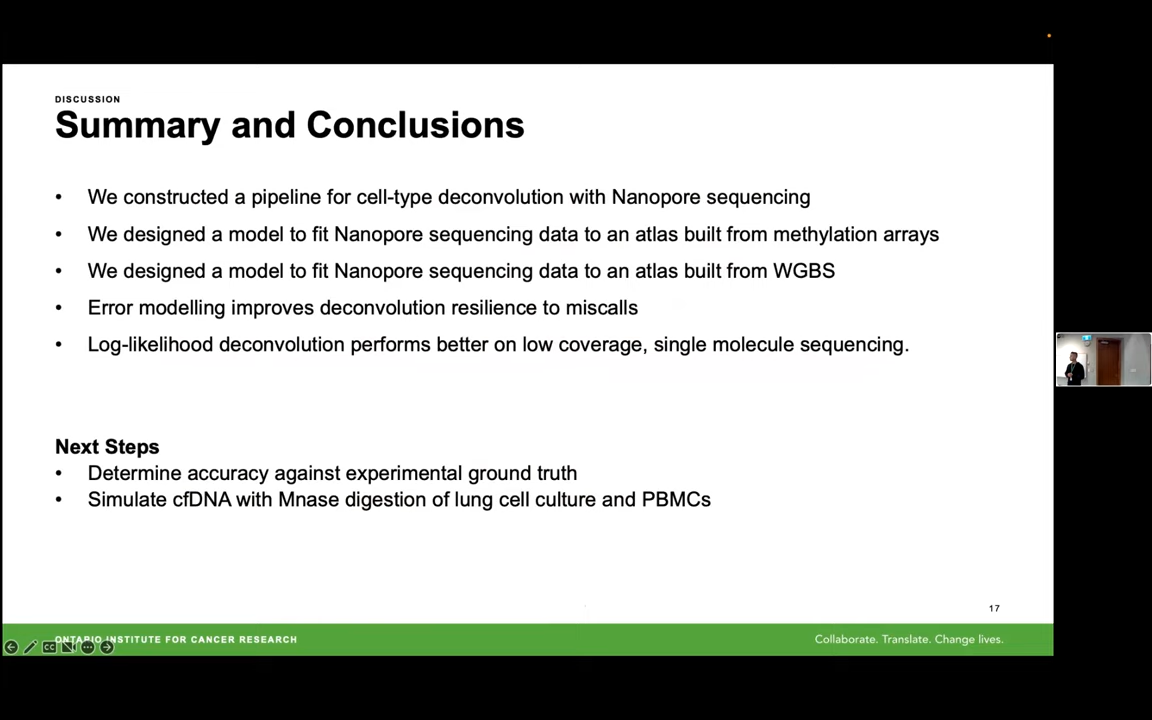 DISCUSSION
Summary and Conclusions
• We constructed a pipeline for cell-type deconvolution with Nanopore sequencing
• We designed a model to fit Nanopore sequencing data to an atlas built from methylation arrays
• We designed a model to fit Nanopore sequencing data to an atlas built from WGBS
• Error modelling improves deconvolution resilience to miscalls
• Log-likelihood deconvolution performs better on low coverage, single molecule sequencing.
Next Steps
• Determine accuracy against experimental ground truth
• Simulate cfDNA with Mnase digestion of lung cell culture and PBMCs
17
ONTARIO INSTITUTE FOR CANCER RESEARCH
Collaborate. Translate. Change lives.
CC